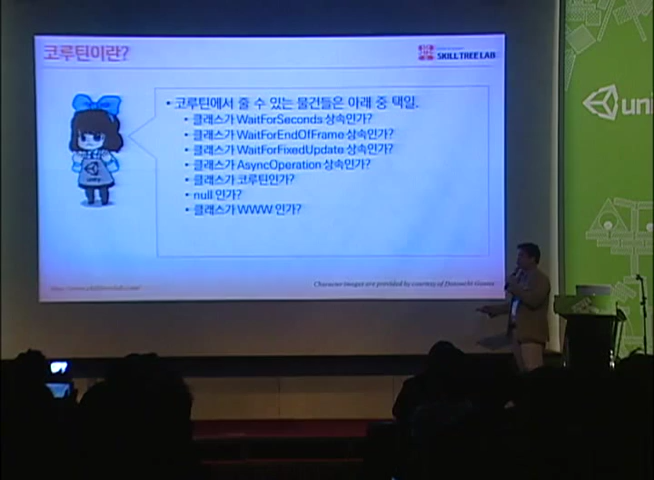 코루틴이란?
SKILL TREE LAB
• 코루틴에서 줄 수 있는 물건들은 아래 중 택일.
• 클래스가 WaitForSeconds 상속인가?
• 클래스가 WaitForEndOfFrame 상속인가?
• 클래스가 WaitForFixedUpdate 상속인가?
• 클래스가 AsyncOperation 상속인가?
• 클래스가 코루틴인가?
• null 인가?
• 클래스가 WWW 인가?
Character images are provided by courtesy of
uni